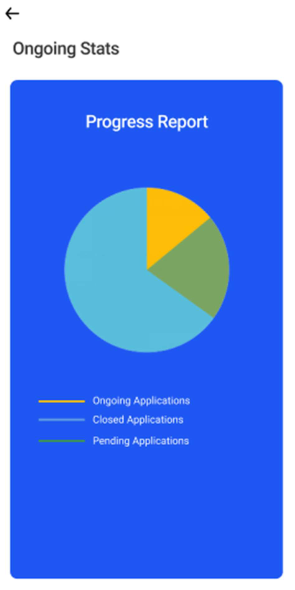 Ongoing Stats
Progress Report
Ongoing Applications
Closed Applications
Pending Applications